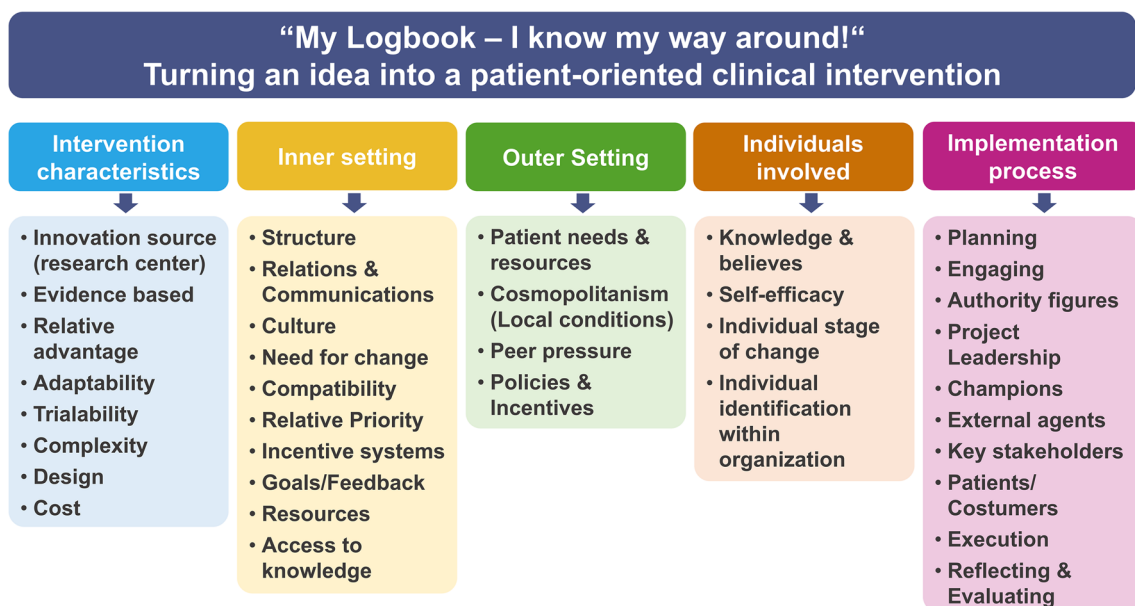 “My Logbook – I know my way around!“
Turning an idea into a patient-oriented clinical intervention
Intervention
characteristics
• Innovation source
(research center)
• Evidence based
• Relative
advantage
• Adaptability
• Trialability
• Complexity
• Design
• Cost
Inner setting
• Structure
• Relations &
Communications
• Culture
• Need for change
• Compatibility
• Relative Priority
• Incentive systems
• Goals/Feedback
• Resources
• Access to
knowledge
Outer Setting
• Patient needs &
resources
• Cosmopolitanism
(Local conditions)
• Peer pressure
• Policies &
Incentives
Individuals
involved
• Knowledge &
believes
• Self-efficacy
• Individual stage
of change
• Individual
identification
within
organization
Implementation
process
• Planning
• Engaging
• Authority figures
• Project
Leadership
• Champions
• External agents
• Key stakeholders
• Patients/
Costumers
• Execution
• Reflecting &
Evaluating